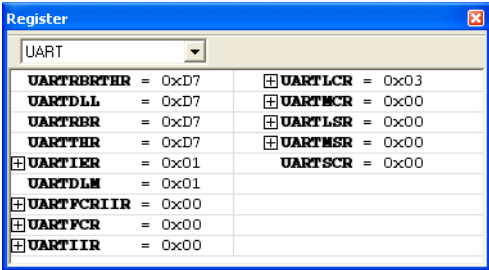 Register
UART
UARTRBRTHR = 0xD7
UARTDLL = 0xD7
UARTRBR = 0xD7
UARTTHR = 0xD7
UARTIER = 0x01
UARTDLM = 0x01
UARTFCRIIR = 0x00
UARTFCR = 0x00
UARTIIR = 0x00
UARTLCR = 0x03
UARTMCR = 0x00
UARTLSR = 0x00
UARTMSR = 0x00
UARTSCR = 0x00